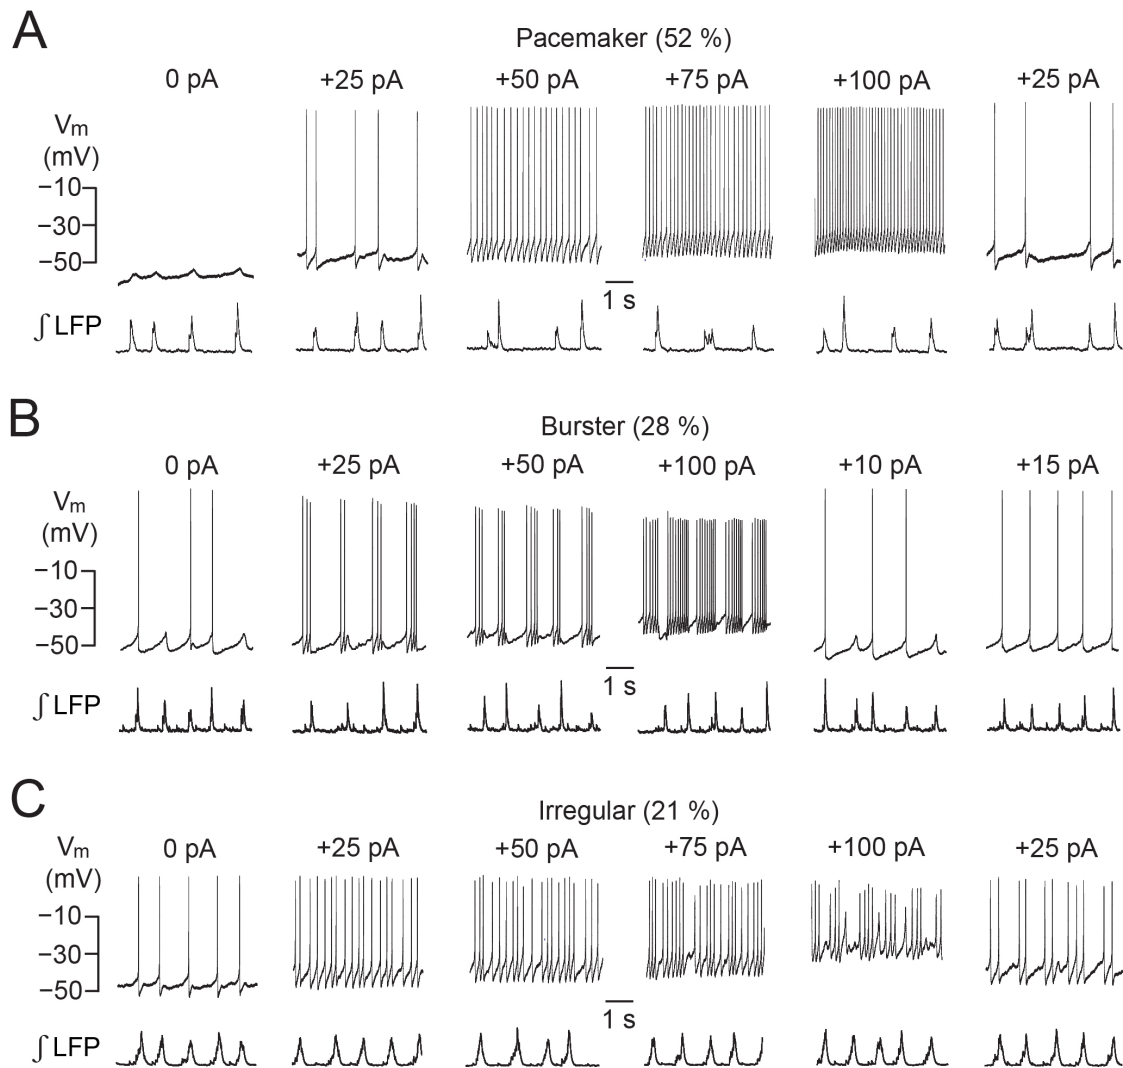 A
Pacemaker (52 %)
0 pA +25 pA +50 pA +75 pA +100 pA +25 pA
Vm
(mV)
−10
−30
−50
1 s
∫ LFP
B
Burster (28 %)
0 pA +25 pA +50 pA +100 pA +10 pA +15 pA
Vm
(mV)
−10
−30
−50
1 s
∫ LFP
C
Irregular (21 %)
0 pA +25 pA +50 pA +75 pA +100 pA +25 pA
Vm
(mV)
−10
−30
−50
1 s
∫ LFP